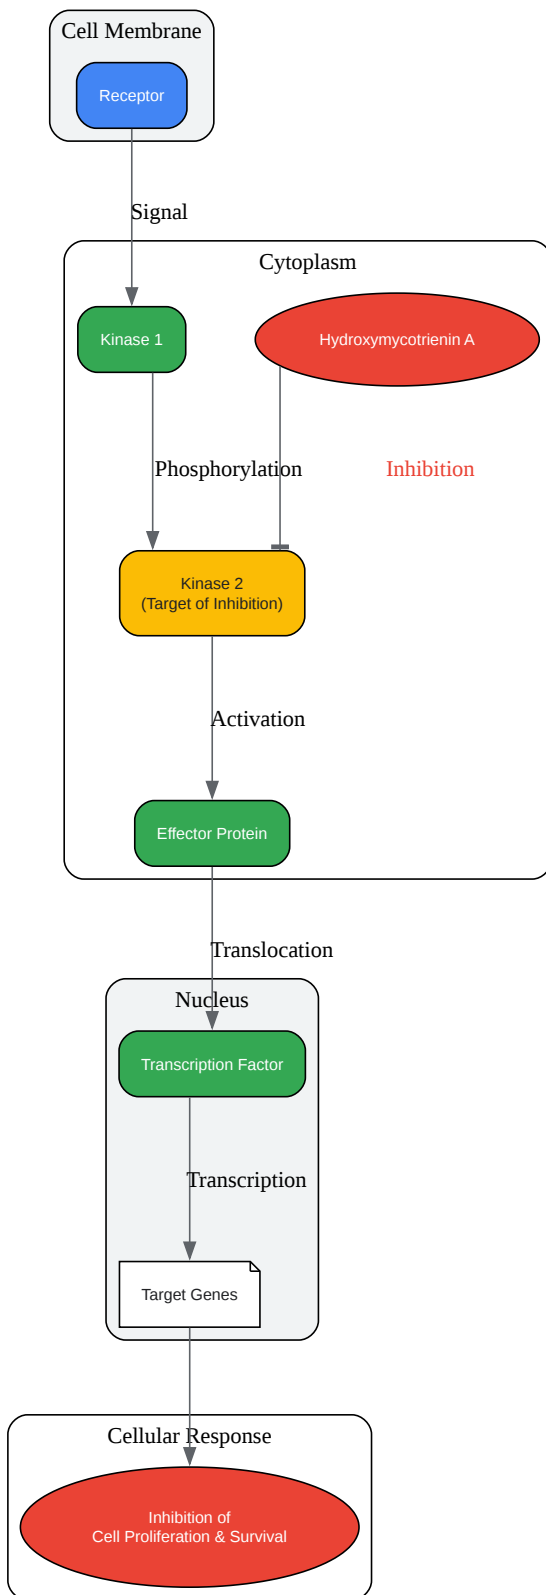 Cell Membrane
Receptor
Signal
Cytoplasm
Kinase 1
Hydroxymycotrienin A
Phosphorylation
Inhibition
Kinase 2
(Target of Inhibition)
Activation
Effector Protein
Translocation
Nucleus
Transcription Factor
Transcription
Target Genes
Cellular Response
Inhibition of
Cell Proliferation & Survival